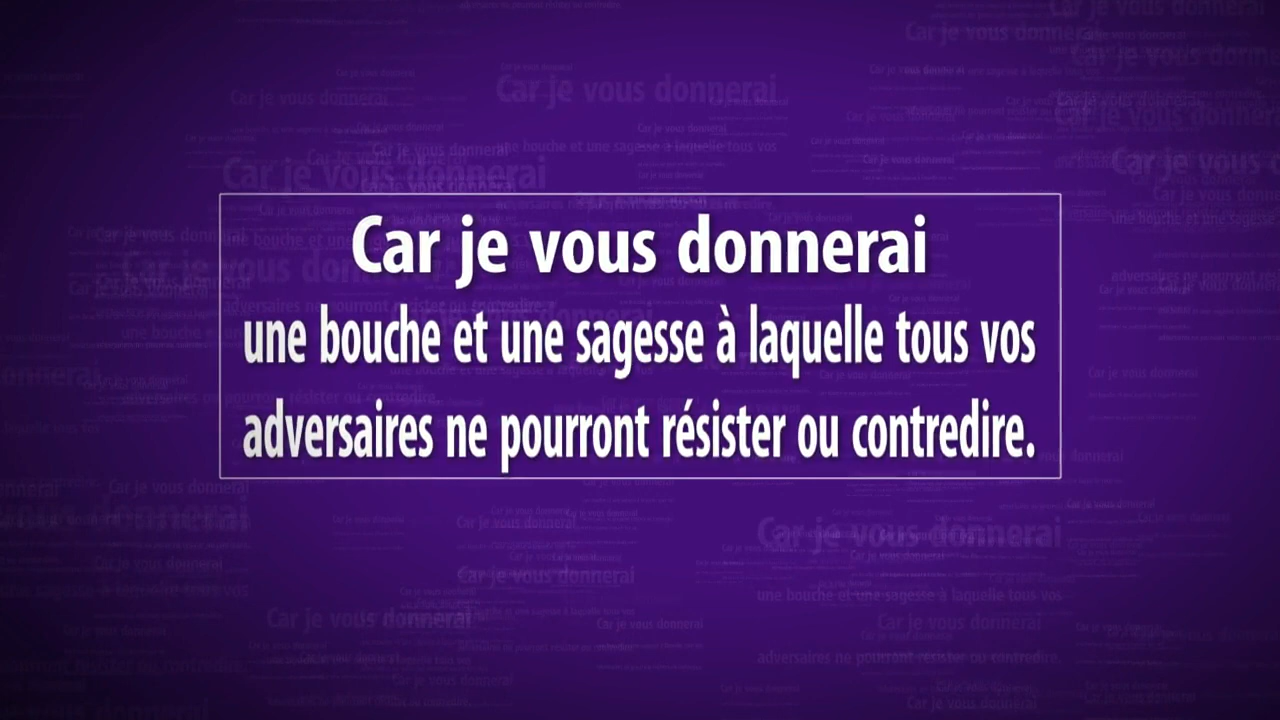 Car je vous donnerai
une bouche et une sagesse à laquelle tous vos
adversaires ne pourront résister ou contredire.